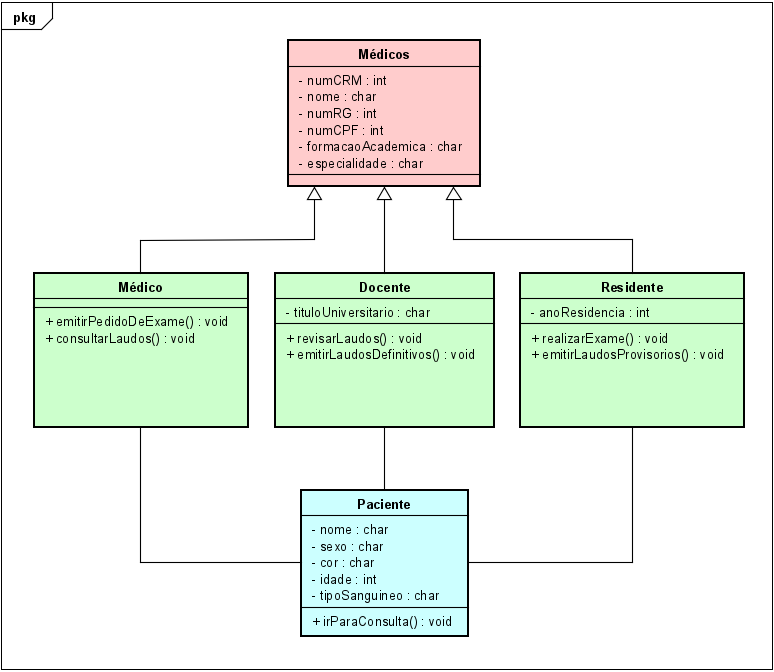 pkg
Médicos
- numCRM : int
- nome : char
- numRG : int
- numCPF : int
- formacaoAcademica : char
- especialidade : char
Médico
+ emitirPedidoDeExame() : void
+ consultarLaudos() : void
Docente
- tituloUniversitario : char
+ revisarLaudos() : void
+ emitirLaudosDefinitivos() : void
Residente
- anoResidencia : int
+ realizarExame() : void
+ emitirLaudosProvisorios() : void
Paciente
- nome : char
- sexo : char
- cor : char
- idade : int
- tipoSanguineo : char
+ irParaConsulta() : void